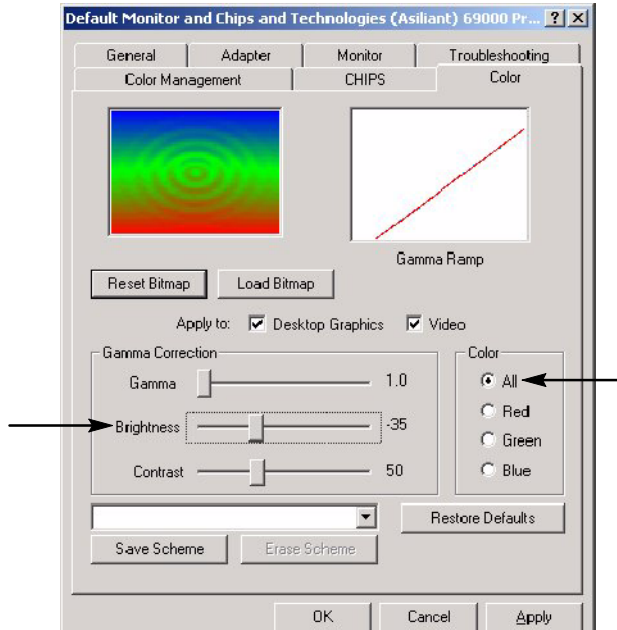 Default Monitor and Chips and Technologies (Asiliant) 69000 Pr...
General Adapter Monitor Troubleshooting
Color Management CHIPS Color
Gamma Ramp
Reset Bitmap Load Bitmap
Apply to: Desktop Graphics Video
Gamma Correction Color
Gamma 1.0 All
Red
Brightness -35
Green
Contrast 50 Blue
Restore Defaults
Save Scheme Erase Scheme
OK Cancel Apply